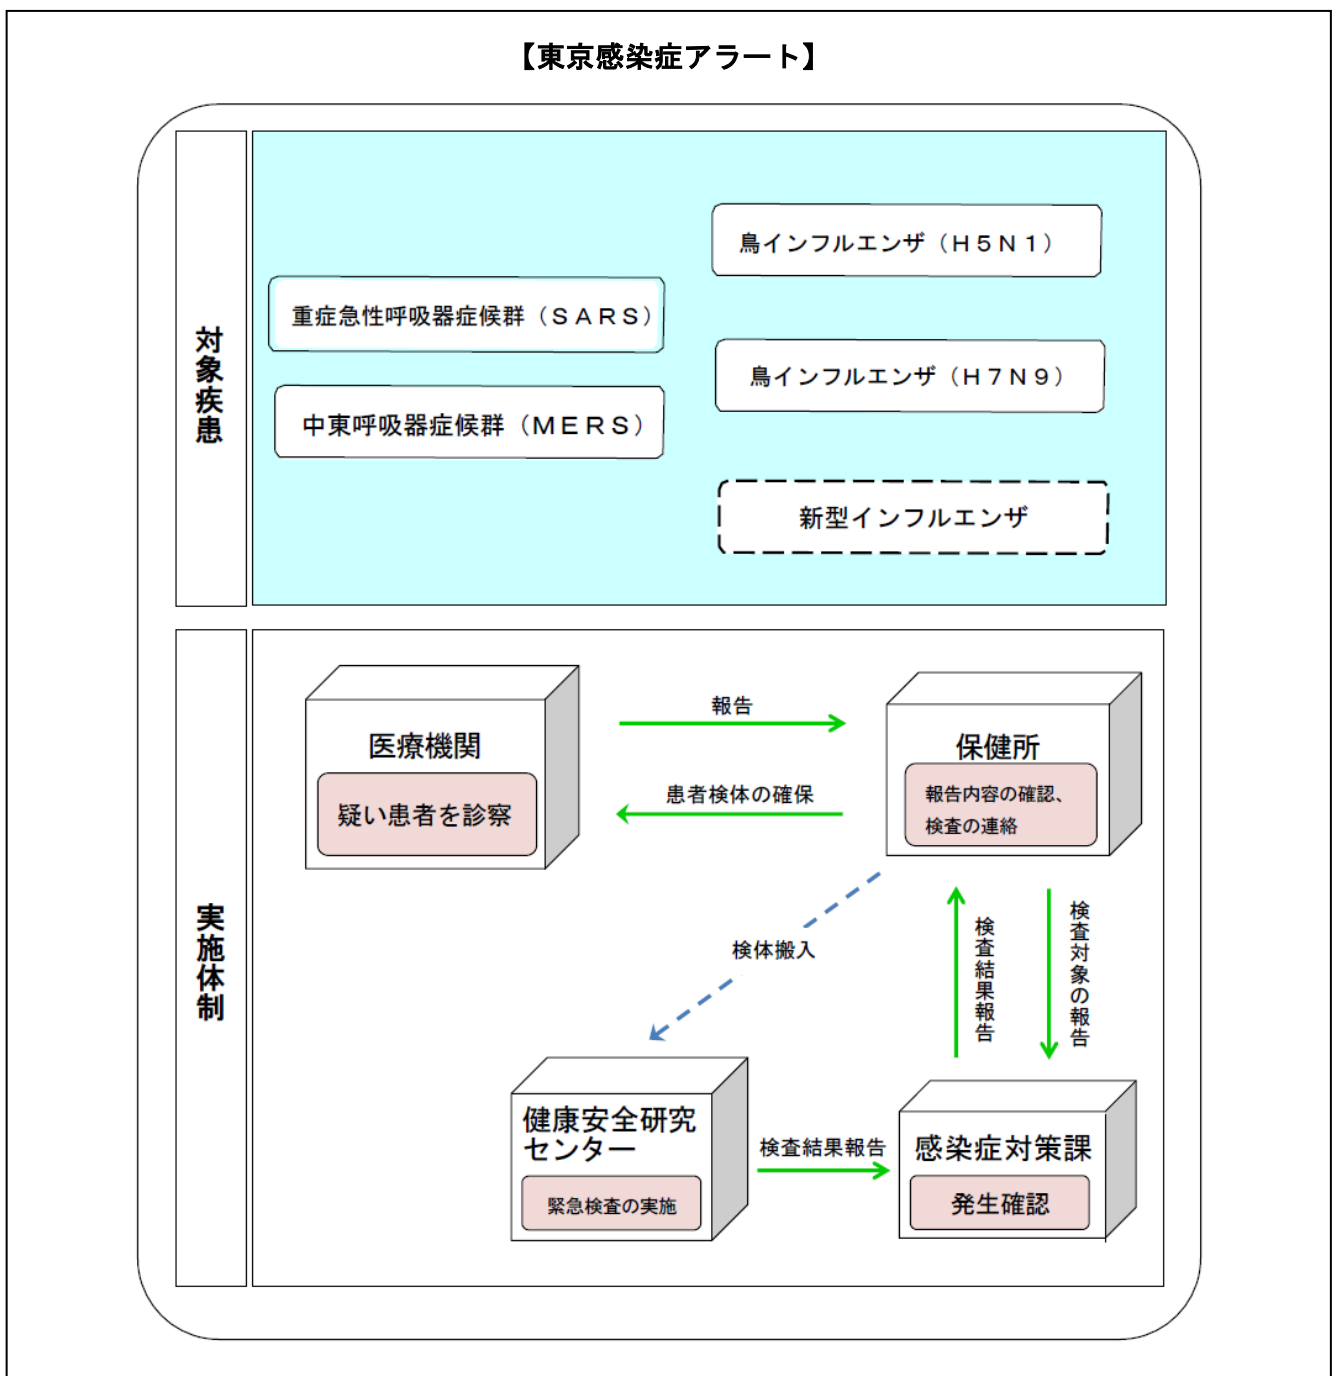 【東京感染症アラート】
対象疾患
重症急性呼吸器症候群（ＳＡＲＳ）
中東呼吸器症候群（ＭＥＲＳ）
鳥インフルエンザ（Ｈ５Ｎ１）
鳥インフルエンザ（Ｈ７Ｎ９）
新型インフルエンザ
実施体制
医療機関
疑い患者を診察
報告
患者検体の確保
保健所
報告内容の確認、
検査の連絡
検体搬入
検査結果報告
検査対象の報告
健康安全研究
センター
緊急検査の実施
検査結果報告
感染症対策課
発生確認